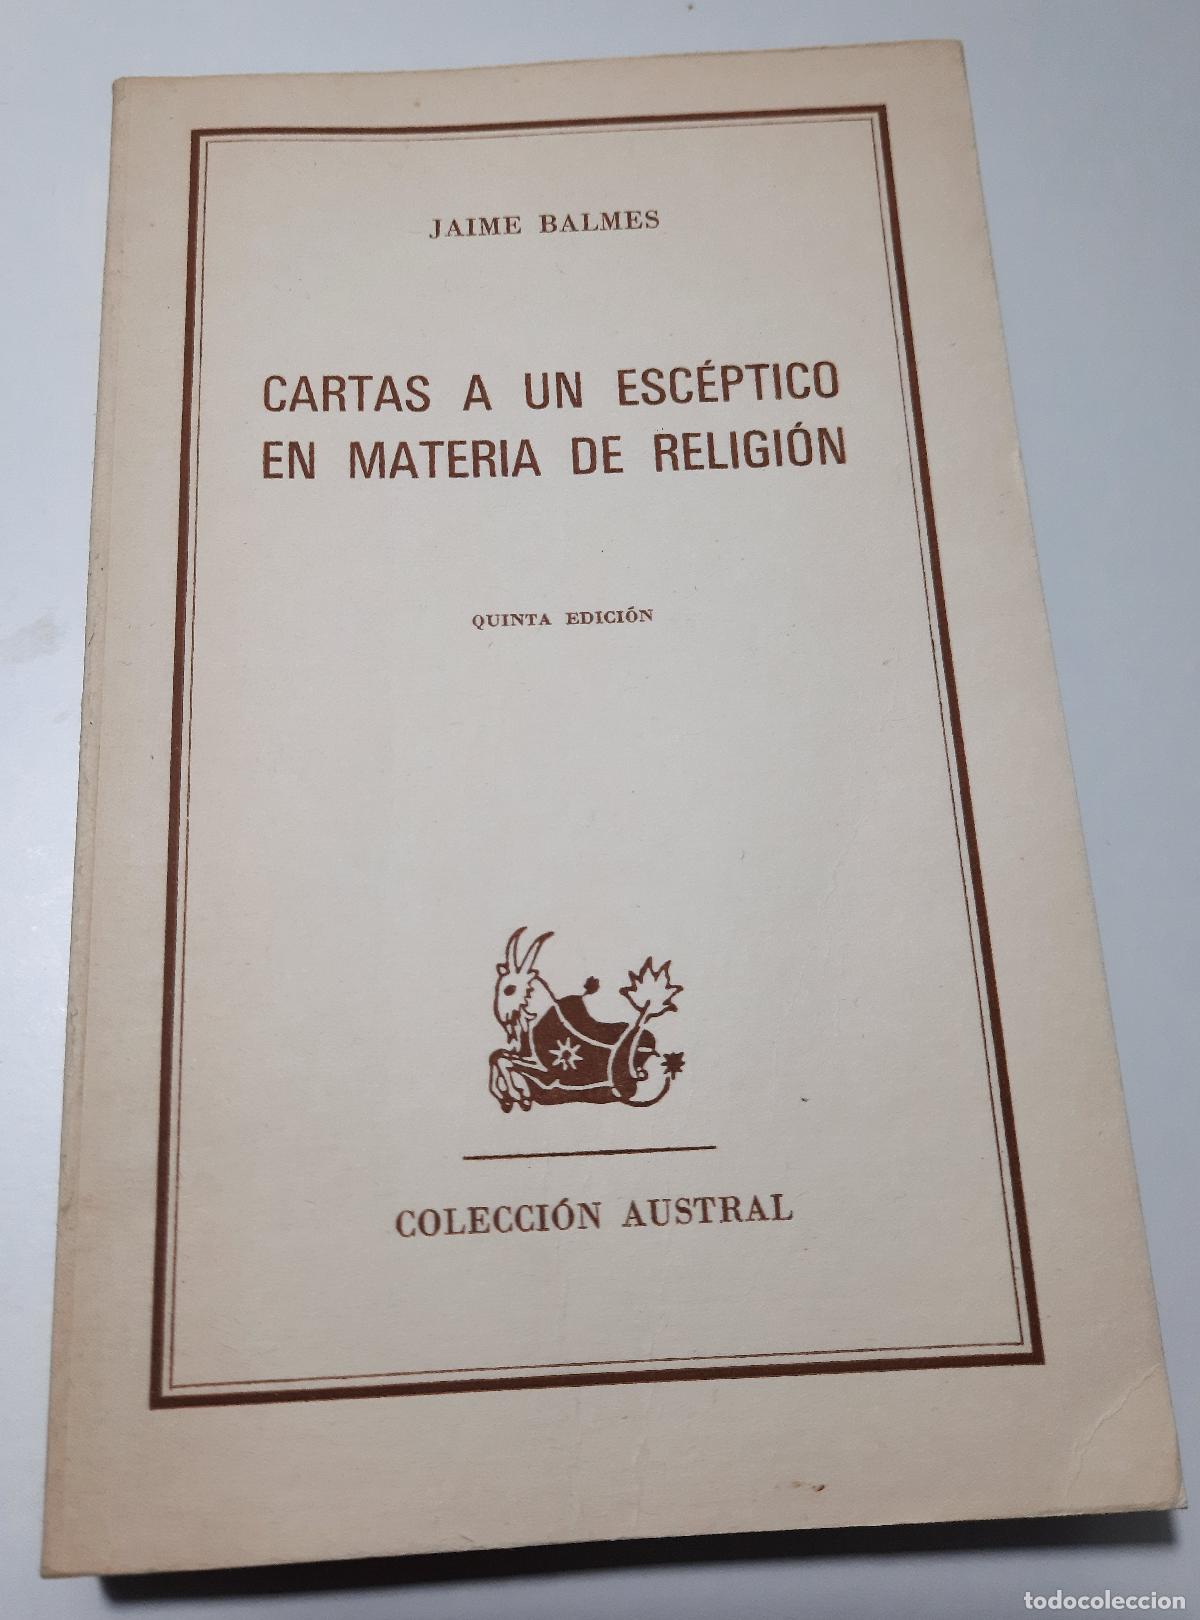 JAIME BALMES
CARTAS A UN ESCÉPTICO
EN MATERIA DE RELIGIÓN
QUINTA EDICIÓN
COLECCIÓN AUSTRAL
todocoleccion